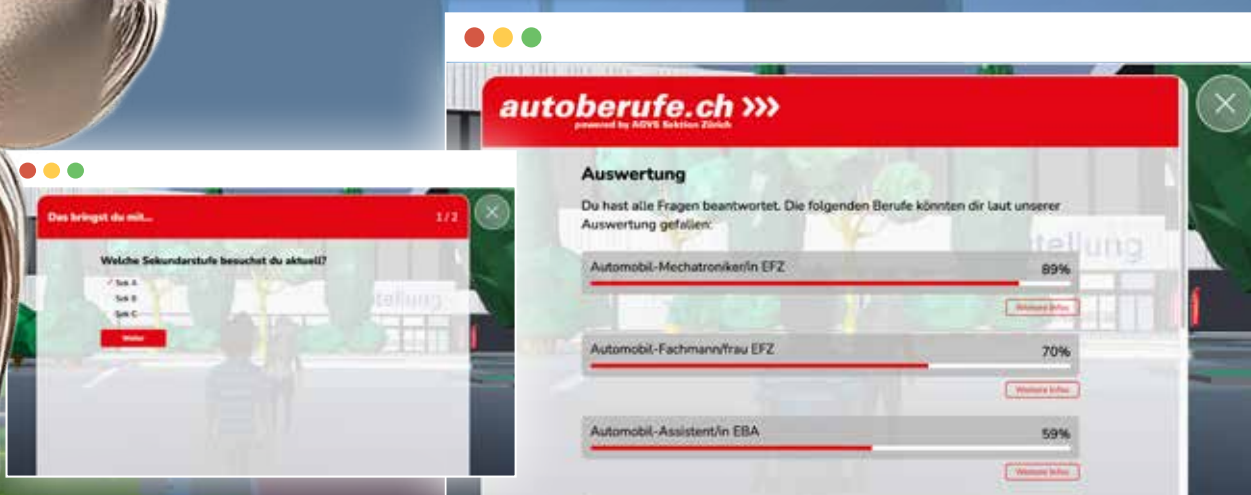 autoberufe.ch >>>
powered by AGVS Sektion Zürich
Auswertung
Du hast alle Fragen beantwortet. Die folgenden Berufe könnten dir laut unserer
Auswertung gefallen:
tellung
Automobil-Mechatroniker/in EFZ
89%
Weitere Infos
Automobil-Fachmann/frau EFZ
70%
Weitere Infos
Automobil-Assistent/in EBA
59%
Weitere Infos
Das bringst du mit...
1/2
Welche Sekundarstufe besuchst du aktuell?
Sek A
Sek B
Sek C
Weiter
tellung